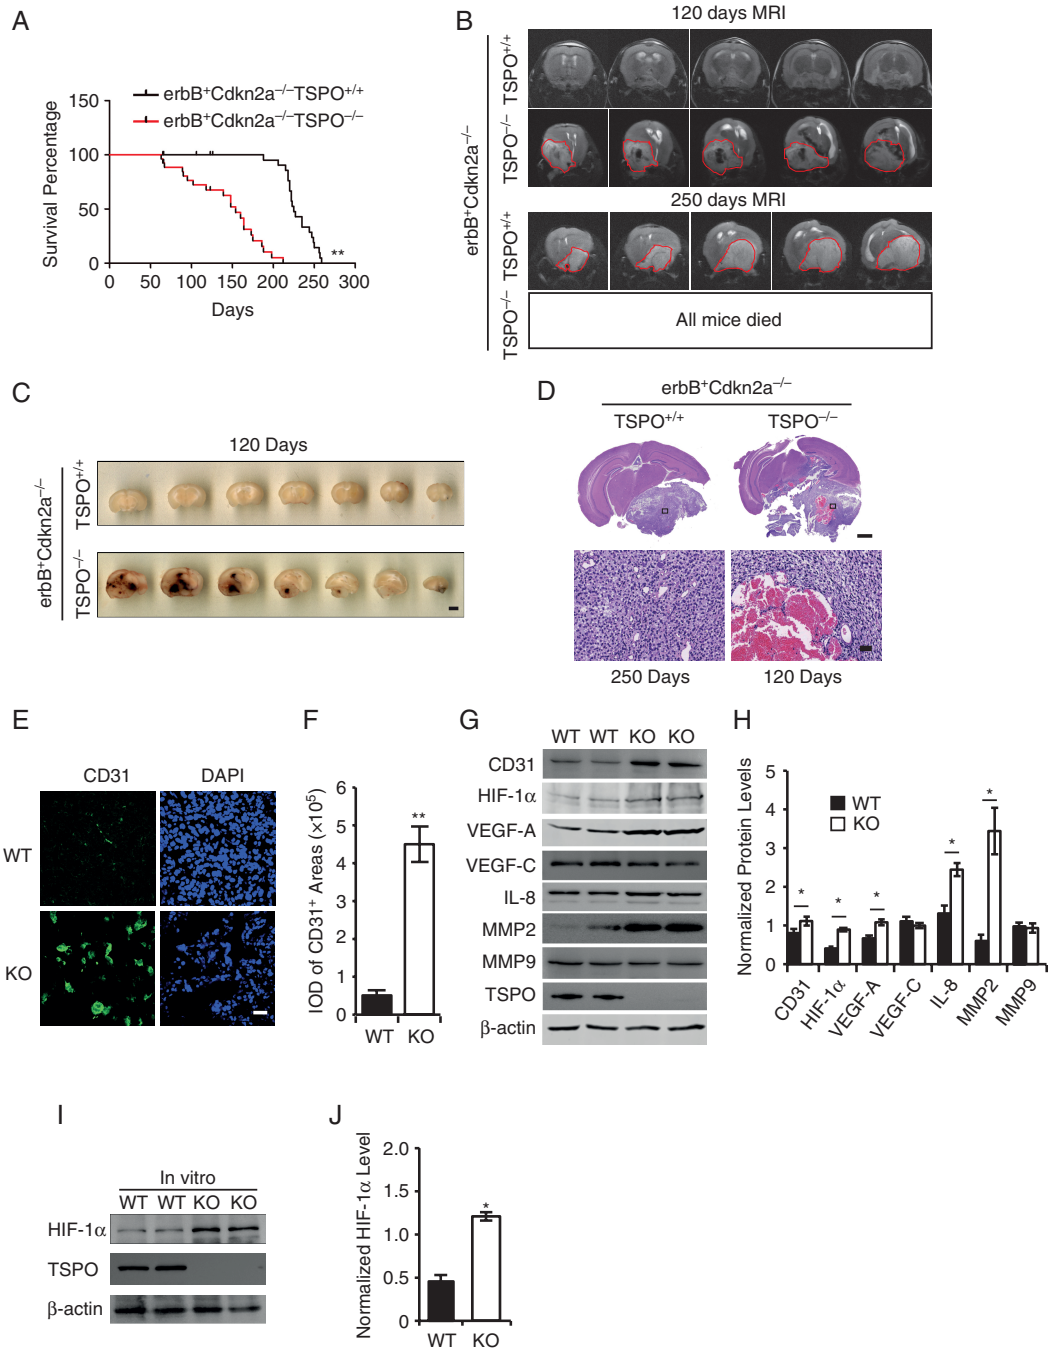 A
erbB⁺Cdkn2a⁻/⁻TSPO⁺/⁺
erbB⁺Cdkn2a⁻/⁻TSPO⁻/⁻
Survival Percentage
150
100
50
0
**
0 50 100 150 200 250 300
Days
B
120 days MRI
erbB⁺Cdkn2a⁻/⁻
TSPO⁺/⁺
TSPO⁻/⁻
250 days MRI
TSPO⁺/⁺
TSPO⁻/⁻
All mice died
C
120 Days
erbB⁺Cdkn2a⁻/⁻
TSPO⁺/⁺
TSPO⁻/⁻
D
erbB⁺Cdkn2a⁻/⁻
TSPO⁺/⁺ TSPO⁻/⁻
250 Days 120 Days
E
CD31 DAPI
WT
KO
F
IOD of CD31⁺ Areas (×10⁵)
6
5
4
3
2
1
0
**
WT KO
G
WT WT KO KO
CD31
HIF-1α
VEGF-A
VEGF-C
IL-8
MMP2
MMP9
TSPO
β-actin
H
Normalized Protein Levels
5
4
3
2
1
0
WT
KO
* * * * *
CD31 HIF-1α VEGF-A VEGF-C IL-8 MMP2 MMP9
I
In vitro
WT WT KO KO
HIF-1α
TSPO
β-actin
J
Normalized HIF-1α Level
2.0
1.5
1.0
0.5
0
*
WT KO